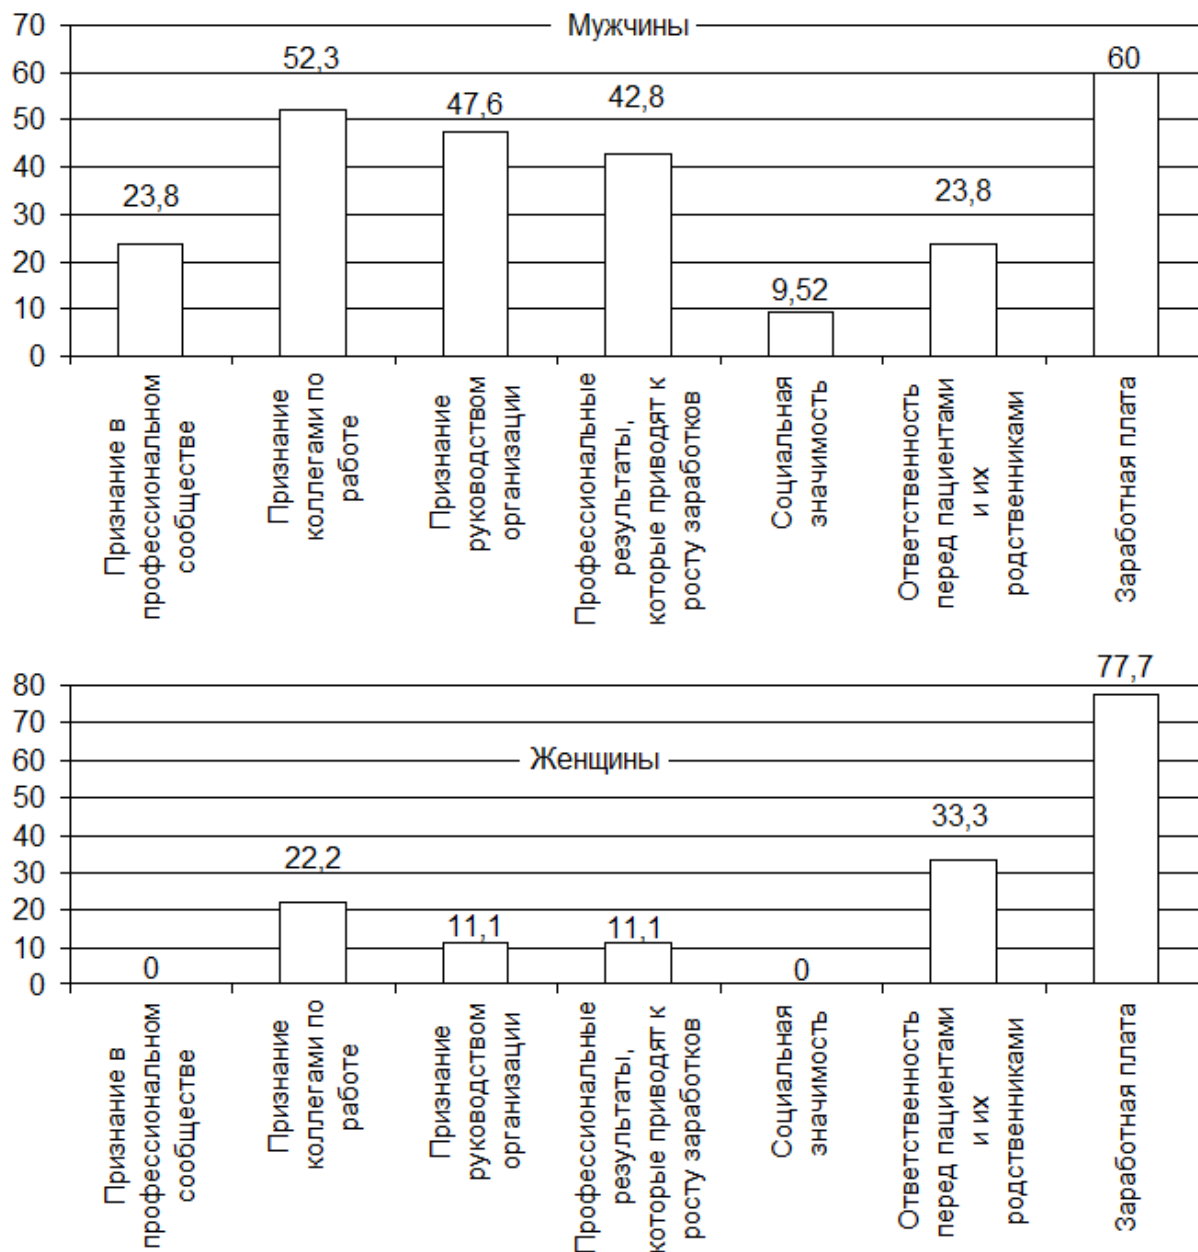 Мужчины
70
60
50
40
30
20
10
0
23,8
52,3
47,6
42,8
9,52
23,8
60
Признание в
профессиональном
сообществе
Признание
коллегами по
работе
Признание
руководством
организации
Профессиональные
результаты,
которые приводят к
росту заработков
Социальная
значимость
Ответственность
перед пациентами
и их
родственниками
Заработная плата
Женщины
80
70
60
50
40
30
20
10
0
0
22,2
11,1
11,1
0
33,3
77,7
Признание в
профессиональном
сообществе
Признание
коллегами по
работе
Признание
руководством
организации
Профессиональные
результаты,
которые приводят к
росту заработков
Социальная
значимость
Ответственность
перед пациентами
и их
родственниками
Заработная плата